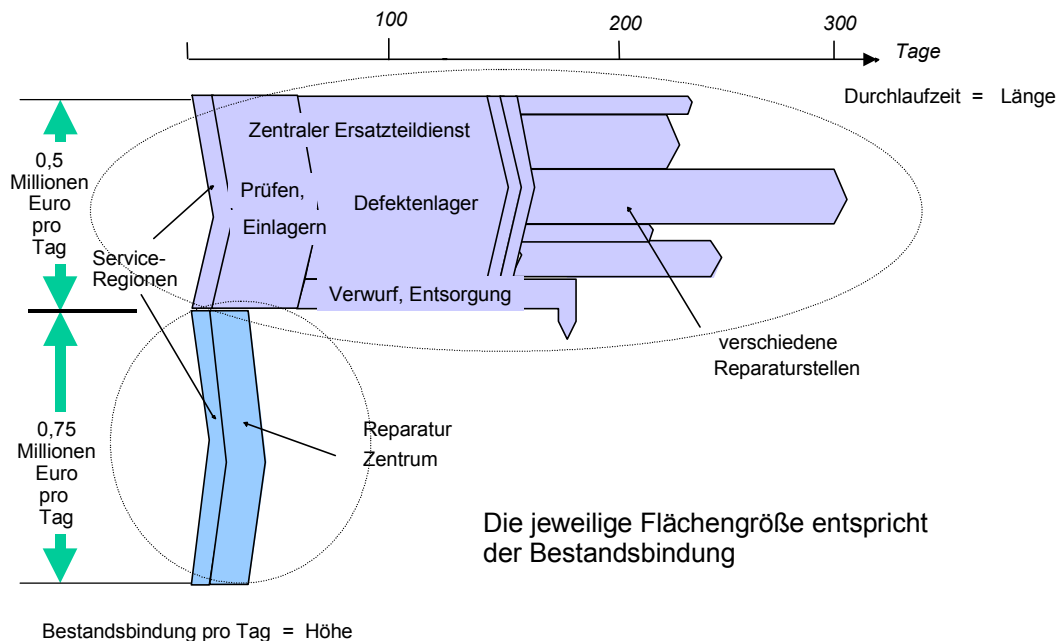 100
200
300
Tage
Durchlaufzeit = Länge
0,5
Millionen
Euro
pro
Tag
Zentraler Ersatzteildienst
Prüfen,
Einlagern
Defektenlager
Service-
Regionen
Verwurf, Entsorgung
verschiedene
Reparaturstellen
0,75
Millionen
Euro
pro
Tag
Reparatur
Zentrum
Die jeweilige Flächengröße entspricht
der Bestandsbindung
Bestandsbindung pro Tag = Höhe